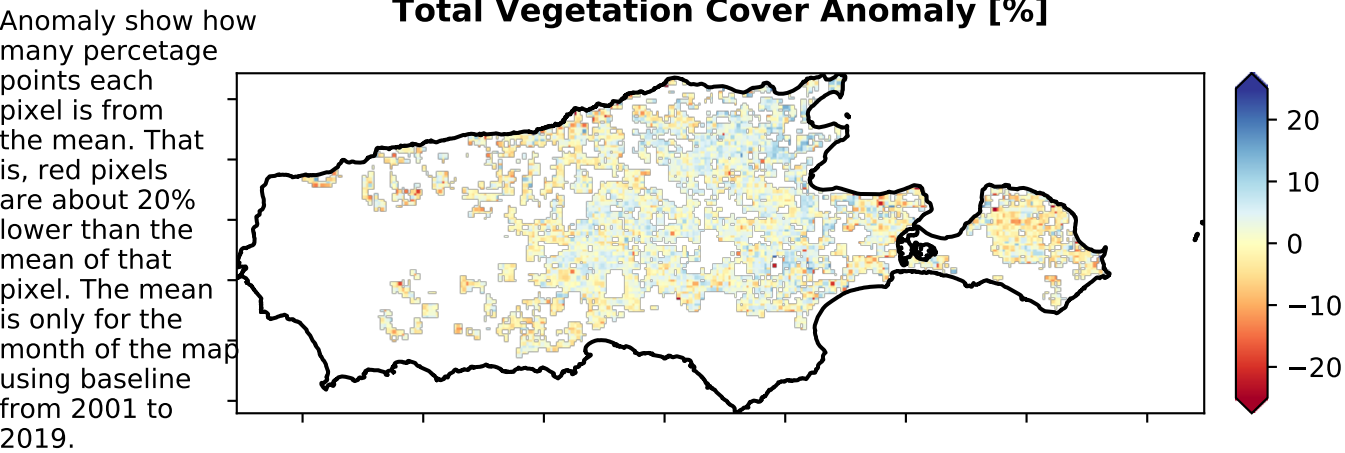 Total Vegetation Cover Anomaly [%]
Anomaly show how
many percetage
points each
pixel is from
the mean. That
is, red pixels
are about 20%
lower than the
mean of that
pixel. The mean
is only for the
month of the map
using baseline
from 2001 to
2019.
20
10
0
−10
−20